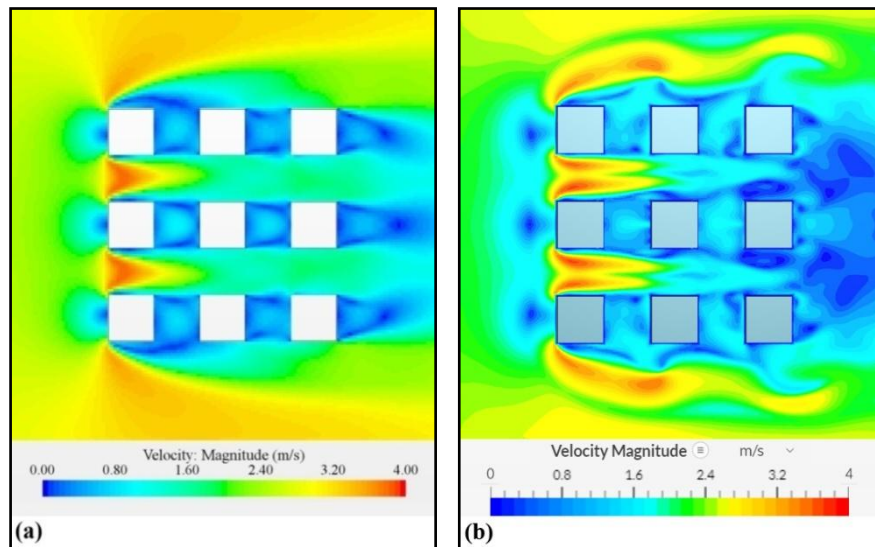 Velocity: Magnitude (m/s)
0.00 0.80 1.60 2.40 3.20 4.00
(a)
Velocity Magnitude m/s
0 0.8 1.6 2.4 3.2 4
(b)